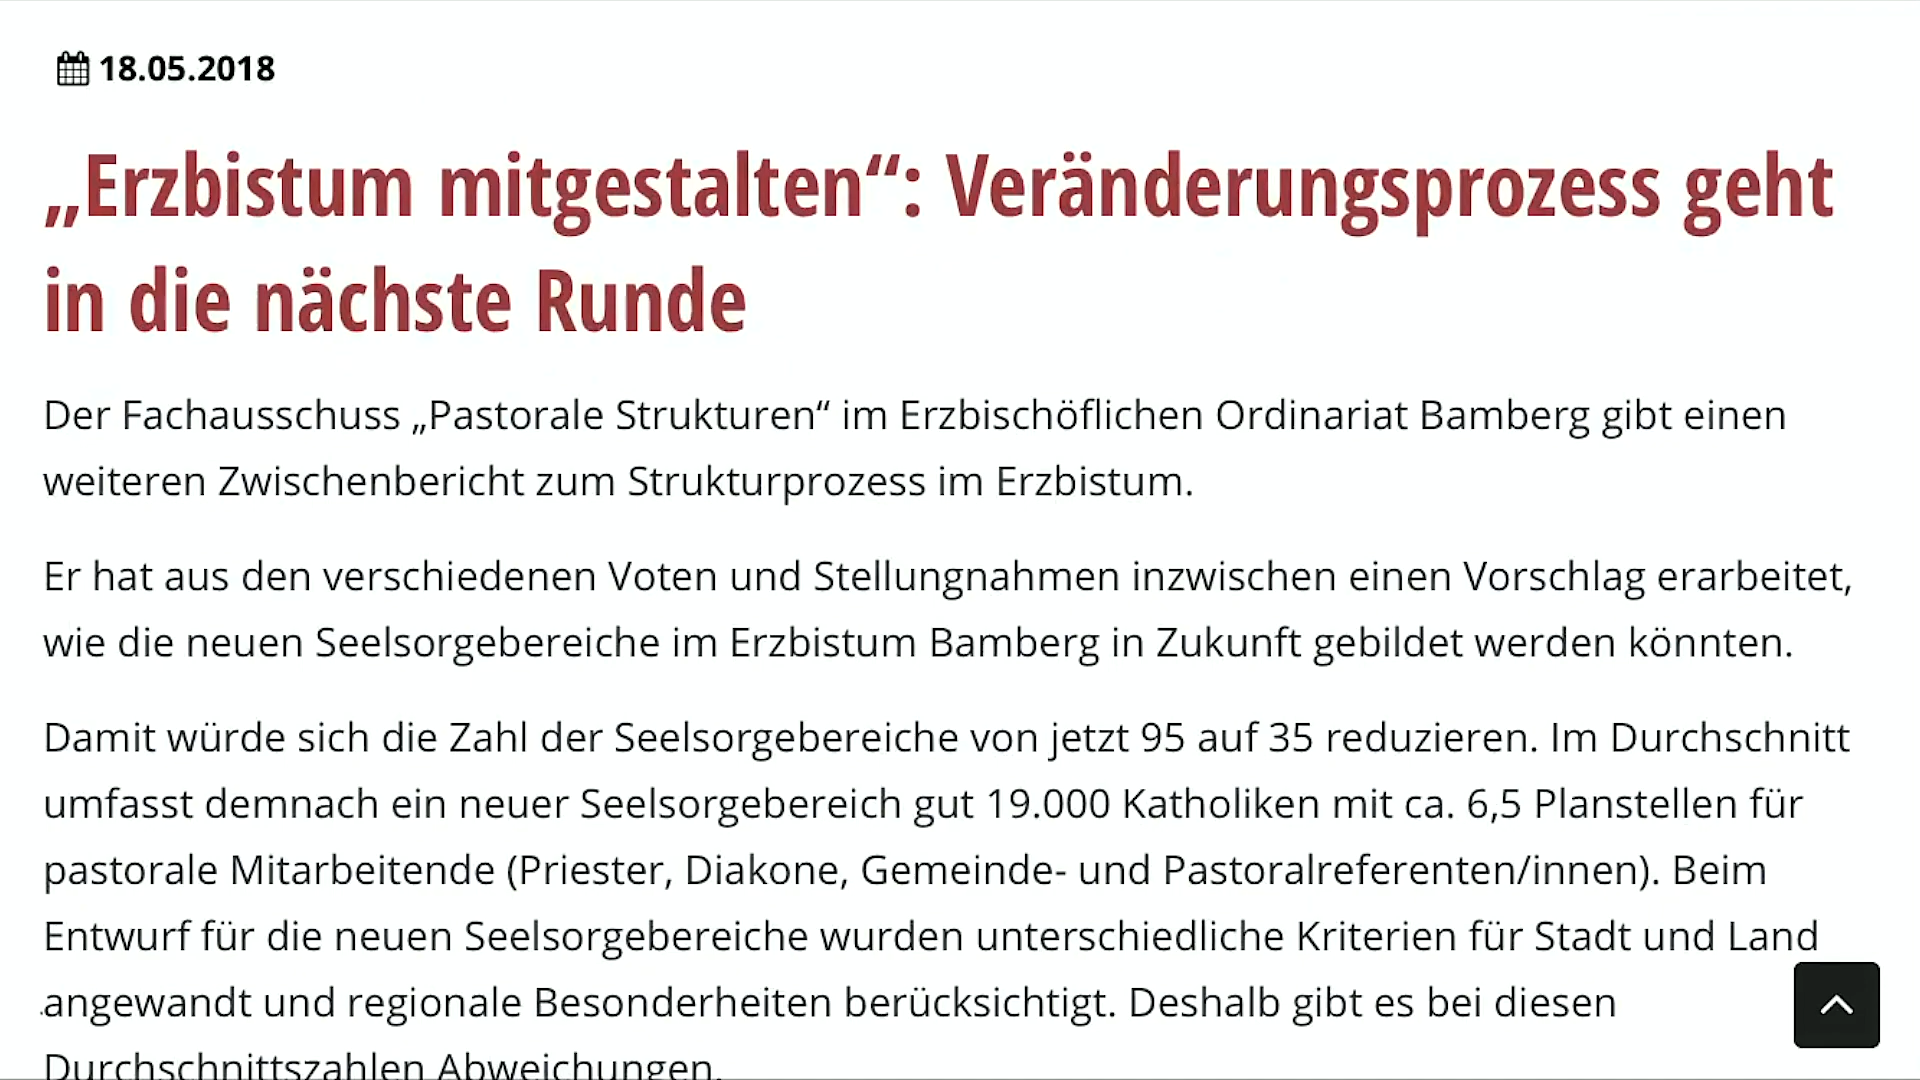 18.05.2018
„Erzbistum mitgestalten“: Veränderungsprozess geht
in die nächste Runde
Der Fachausschuss „Pastorale Strukturen“ im Erzbischöflichen Ordinariat Bamberg gibt einen
weiteren Zwischenbericht zum Strukturprozess im Erzbistum.
Er hat aus den verschiedenen Voten und Stellungnahmen inzwischen einen Vorschlag erarbeitet,
wie die neuen Seelsorgebereiche im Erzbistum Bamberg in Zukunft gebildet werden könnten.
Damit würde sich die Zahl der Seelsorgebereiche von jetzt 95 auf 35 reduzieren. Im Durchschnitt
umfasst demnach ein neuer Seelsorgebereich gut 19.000 Katholiken mit ca. 6,5 Planstellen für
pastorale Mitarbeitende (Priester, Diakone, Gemeinde- und Pastoralreferenten/innen). Beim
Entwurf für die neuen Seelsorgebereiche wurden unterschiedliche Kriterien für Stadt und Land
angewandt und regionale Besonderheiten berücksichtigt. Deshalb gibt es bei diesen
Durchschnittszahlen Abweichungen.